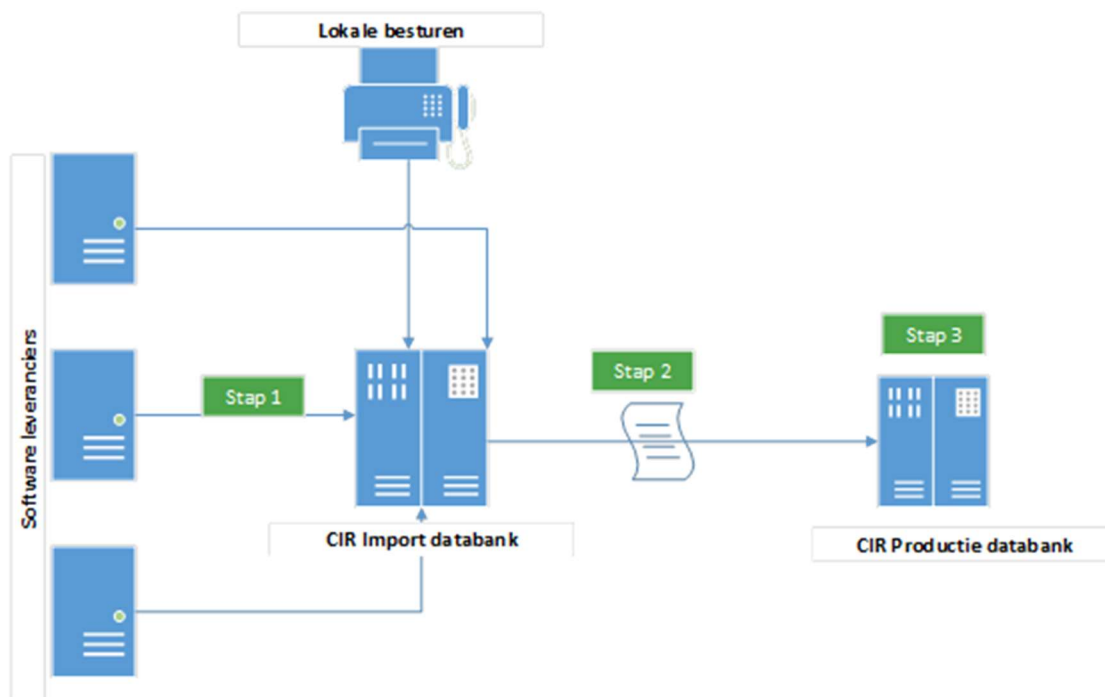 Lokale besturen
Software leveranciers
Stap 1
Stap 2
Stap 3
CIR Import databank
CIR Productie databank